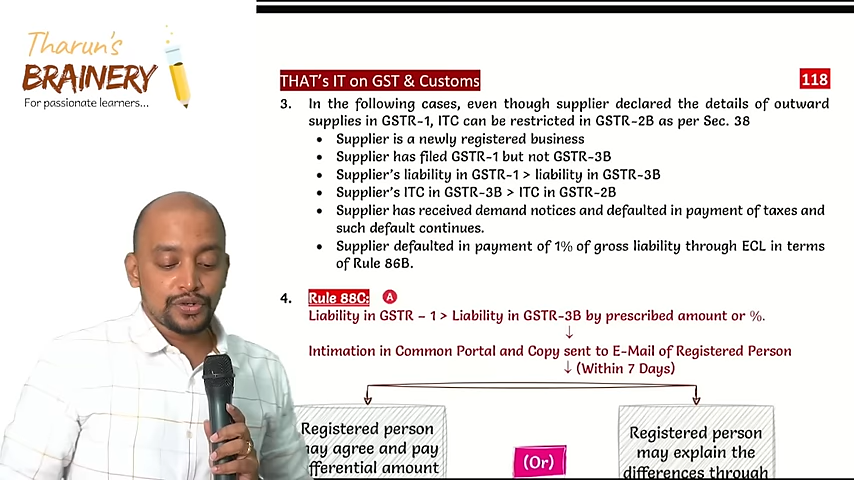 Tharun's
BRAINERY
For passionate learners...
THAT's IT on GST & Customs
118
3. In the following cases, even though supplier declared the details of outward
supplies in GSTR-1, ITC can be restricted in GSTR-2B as per Sec. 38
• Supplier is a newly registered business
• Supplier has filed GSTR-1 but not GSTR-3B
• Supplier's liability in GSTR-1 > liability in GSTR-3B
• Supplier's ITC in GSTR-3B > ITC in GSTR-2B
• Supplier has received demand notices and defaulted in payment of taxes and
such default continues.
• Supplier defaulted in payment of 1% of gross liability through ECL in terms
of Rule 86B.
4. Rule 88C: A
Liability in GSTR – 1 > Liability in GSTR-3B by prescribed amount or %.
↓
Intimation in Common Portal and Copy sent to E-Mail of Registered Person
↓ (Within 7 Days)
Registered person
may agree and pay
differential amount
(Or)
Registered person
may explain the
differences through